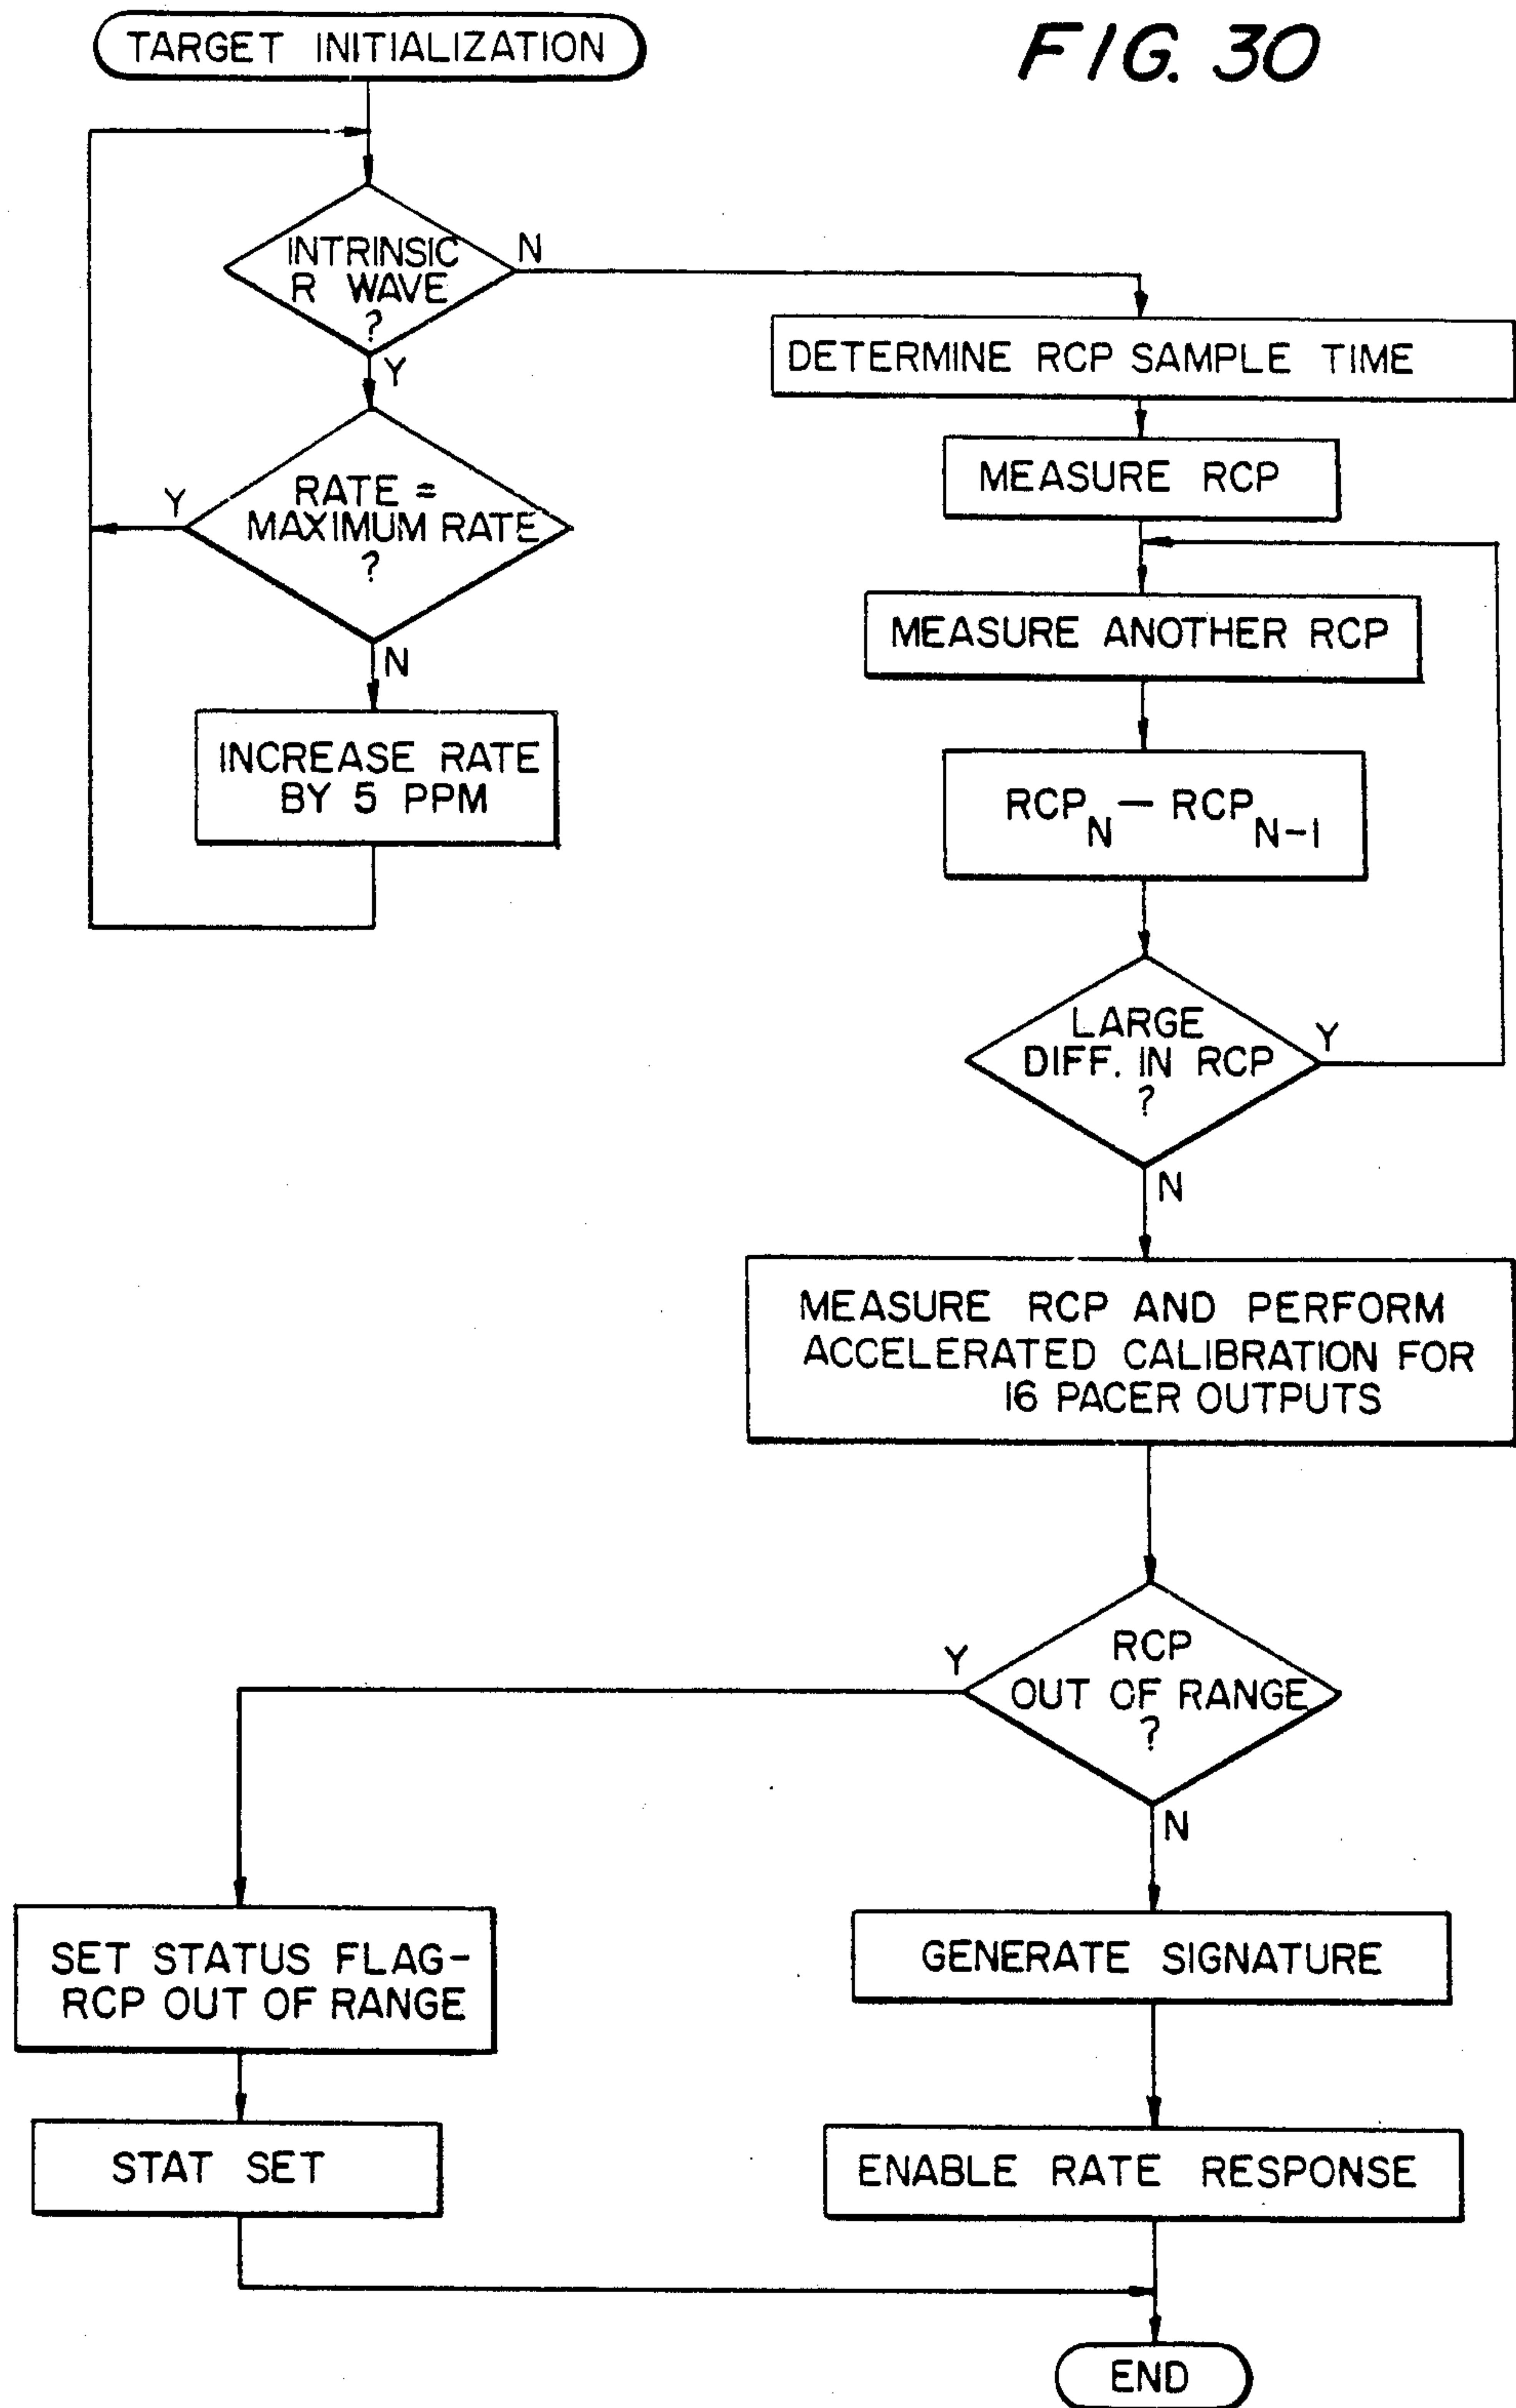 TARGET INITIALIZATION
FIG. 30
INTRINSIC
R WAVE
?
N
Y
DETERMINE RCP SAMPLE TIME
MEASURE RCP
RATE =
MAXIMUM RATE
?
Y
N
INCREASE RATE
BY 5 PPM
MEASURE ANOTHER RCP
RCP_N — RCP_N-1
LARGE
DIFF. IN RCP
?
Y
N
MEASURE RCP AND PERFORM
ACCELERATED CALIBRATION FOR
16 PACER OUTPUTS
RCP
OUT OF RANGE
?
Y
N
SET STATUS FLAG-
RCP OUT OF RANGE
STAT SET
GENERATE SIGNATURE
ENABLE RATE RESPONSE
END